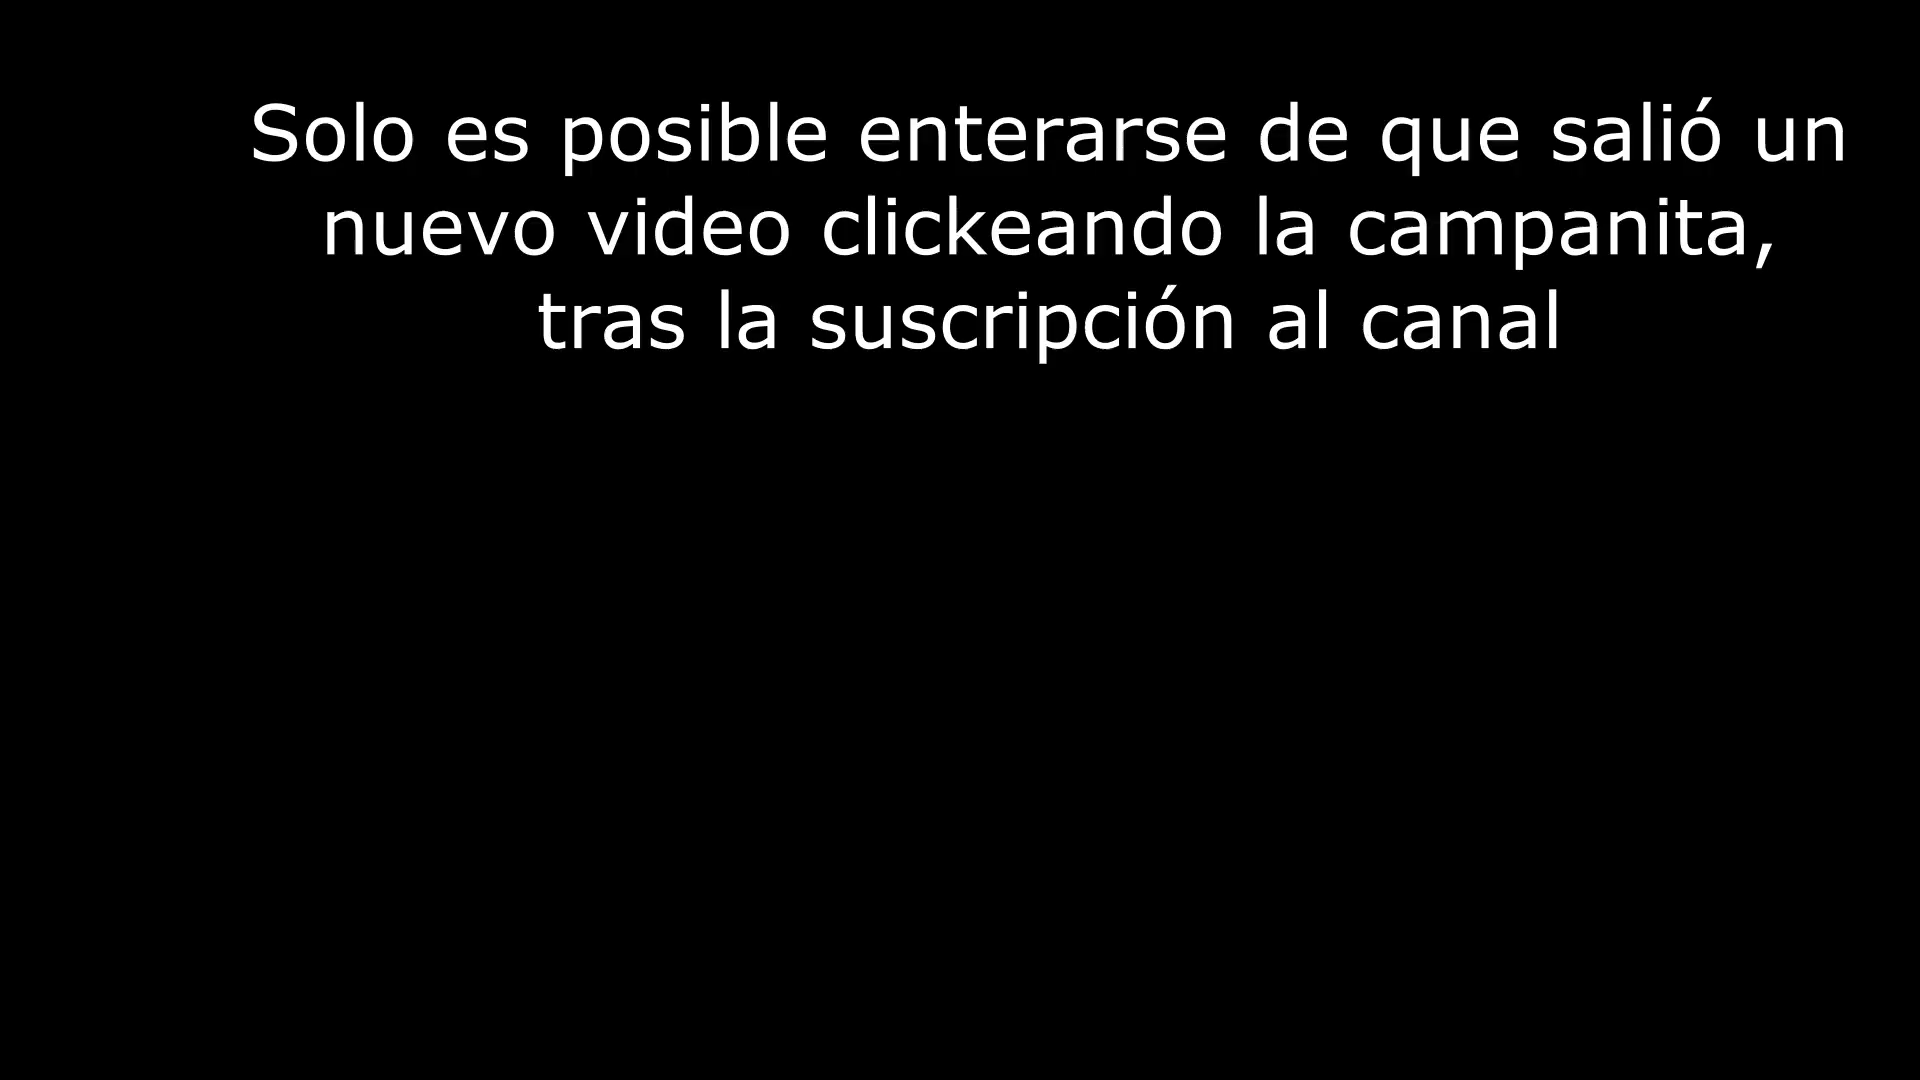 Solo es posible enterarse de que salió un
nuevo video clickeando la campanita,
tras la suscripción al canal